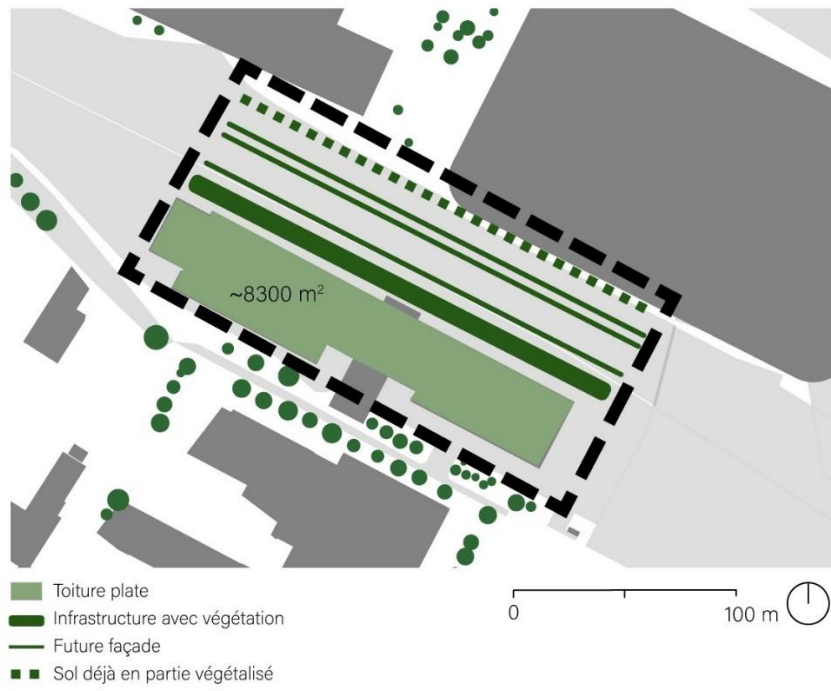 ~8300 m²
Toiture plate
Infrastructure avec végétation
Future façade
Sol déjà en partie végétalisé
0 100 m